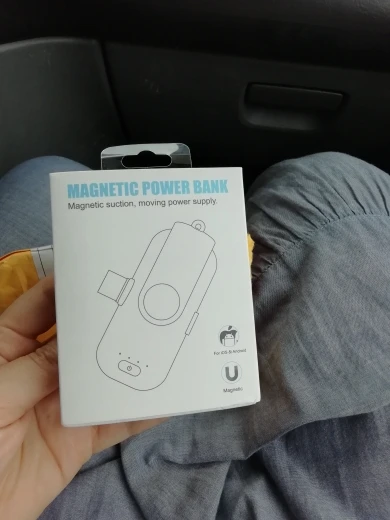 MAGNETIC POWER BANK
Magnetic suction, moving power supply.
For iOS & Android
Magnetic